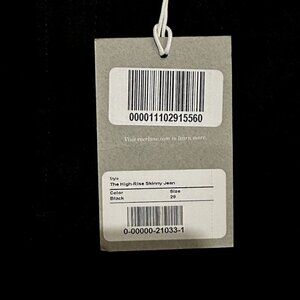 000011102915560
Visit everlane.com to learn more.
Style
The High-Rise Skinny Jean
Color Size
Black 29
0-00000-21033-1